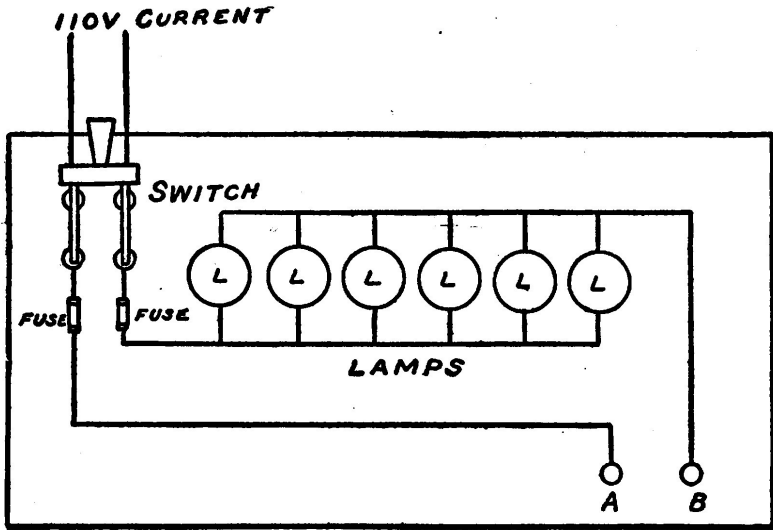 110V CURRENT
SWITCH
L L L L L L
FUSE FUSE
LAMPS
A B